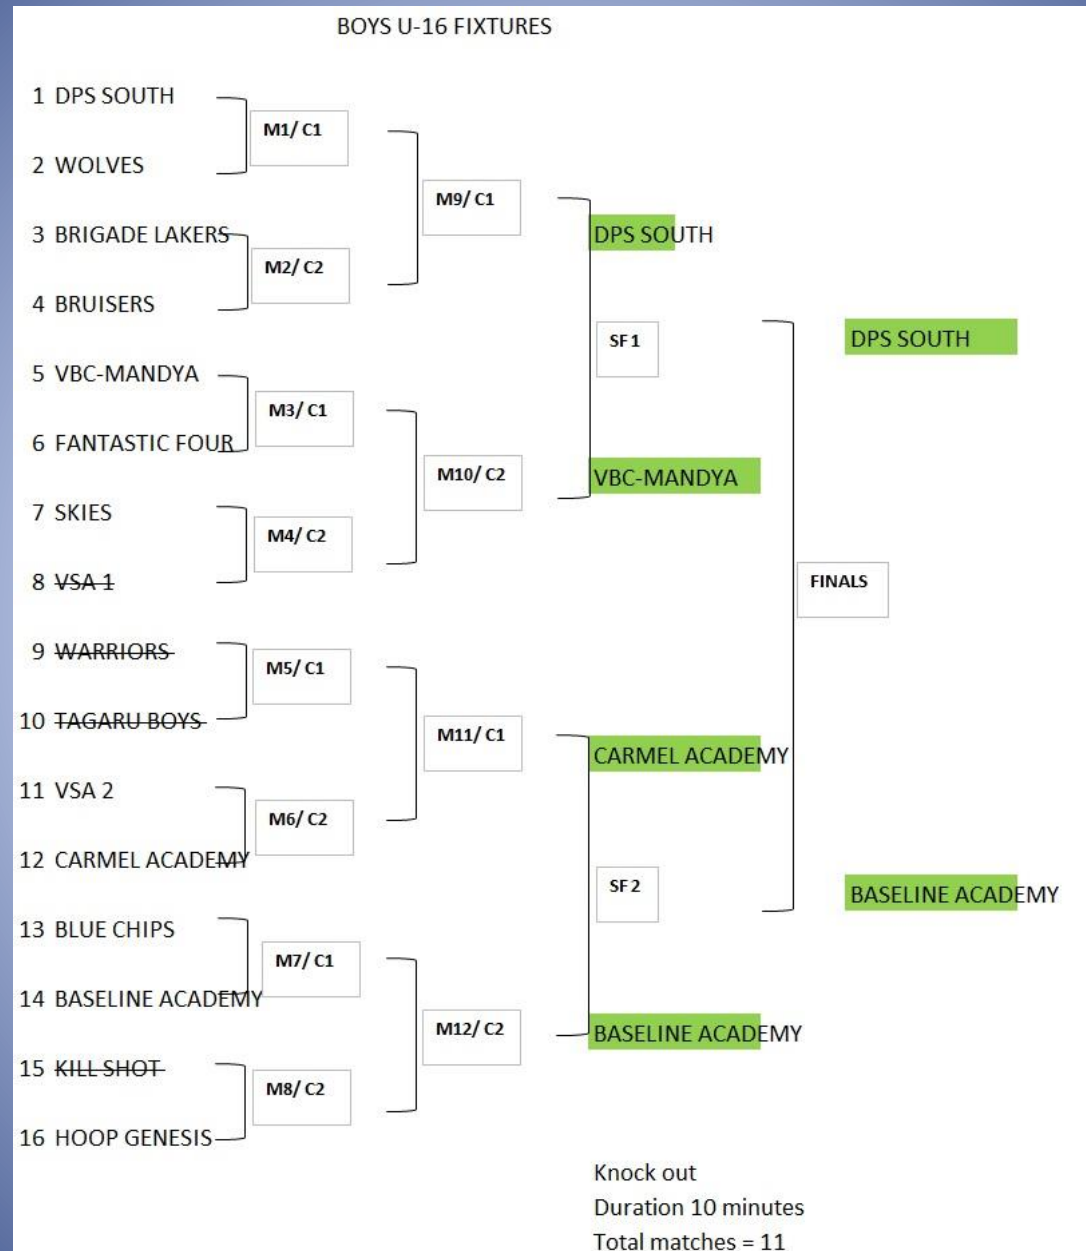 BOYS U-16 FIXTURES
1 DPS SOUTH
M1/ C1
2 WOLVES
M9/ C1
3 BRIGADE LAKERS
DPS SOUTH
M2/ C2
4 BRUISERS
SF 1
DPS SOUTH
5 VBC-MANDYA
M3/ C1
6 FANTASTIC FOUR
M10/ C2
VBC-MANDYA
7 SKIES
M4/ C2
8 VSA 1
FINALS
9 WARRIORS
M5/ C1
10 TAGARU BOYS
M11/ C1
CARMEL ACADEMY
11 VSA 2
M6/ C2
12 CARMEL ACADEMY
SF 2
BASELINE ACADEMY
13 BLUE CHIPS
M7/ C1
14 BASELINE ACADEMY
M12/ C2
BASELINE ACADEMY
15 KILL SHOT
M8/ C2
16 HOOP GENESIS
Knock out
Duration 10 minutes
Total matches = 11